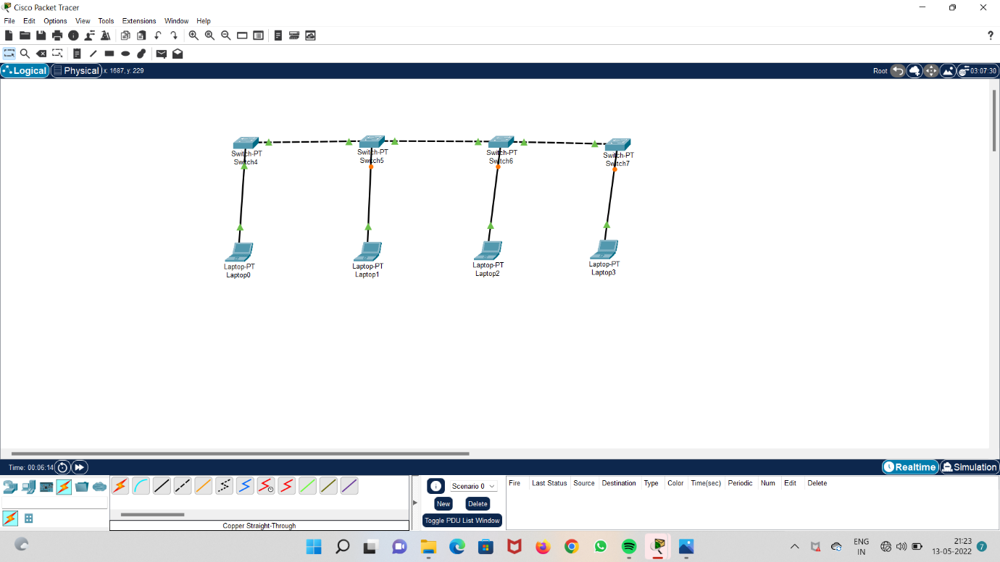 Cisco Packet Tracer
File Edit Options View Tools Extensions Window Help
?
Logical Physical x: 1687, y: 229 Root 03:07:30
Switch-PT Switch-PT Switch-PT Switch-PT
Switch4 Switch5 Switch6 Switch7
Laptop-PT Laptop-PT Laptop-PT Laptop-PT
Laptop0 Laptop1 Laptop2 Laptop3
Time: 00:06:14 Realtime Simulation
Scenario 0 Fire Last Status Source Destination Type Color Time(sec) Periodic Num Edit Delete
New Delete
Toggle PDU List Window
Copper Straight-Through
ENG 21:23
IN 13-05-2022 7